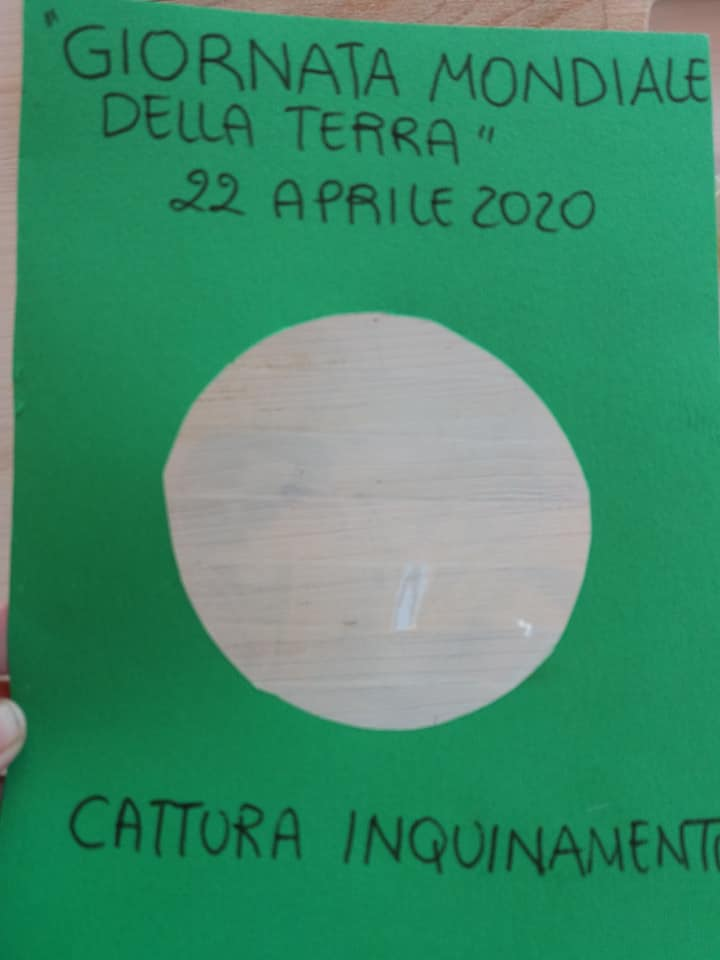 "GIORNATA MONDIALE
DELLA TERRA"
22 APRILE 2020
CATTURA INQUINAMENTO